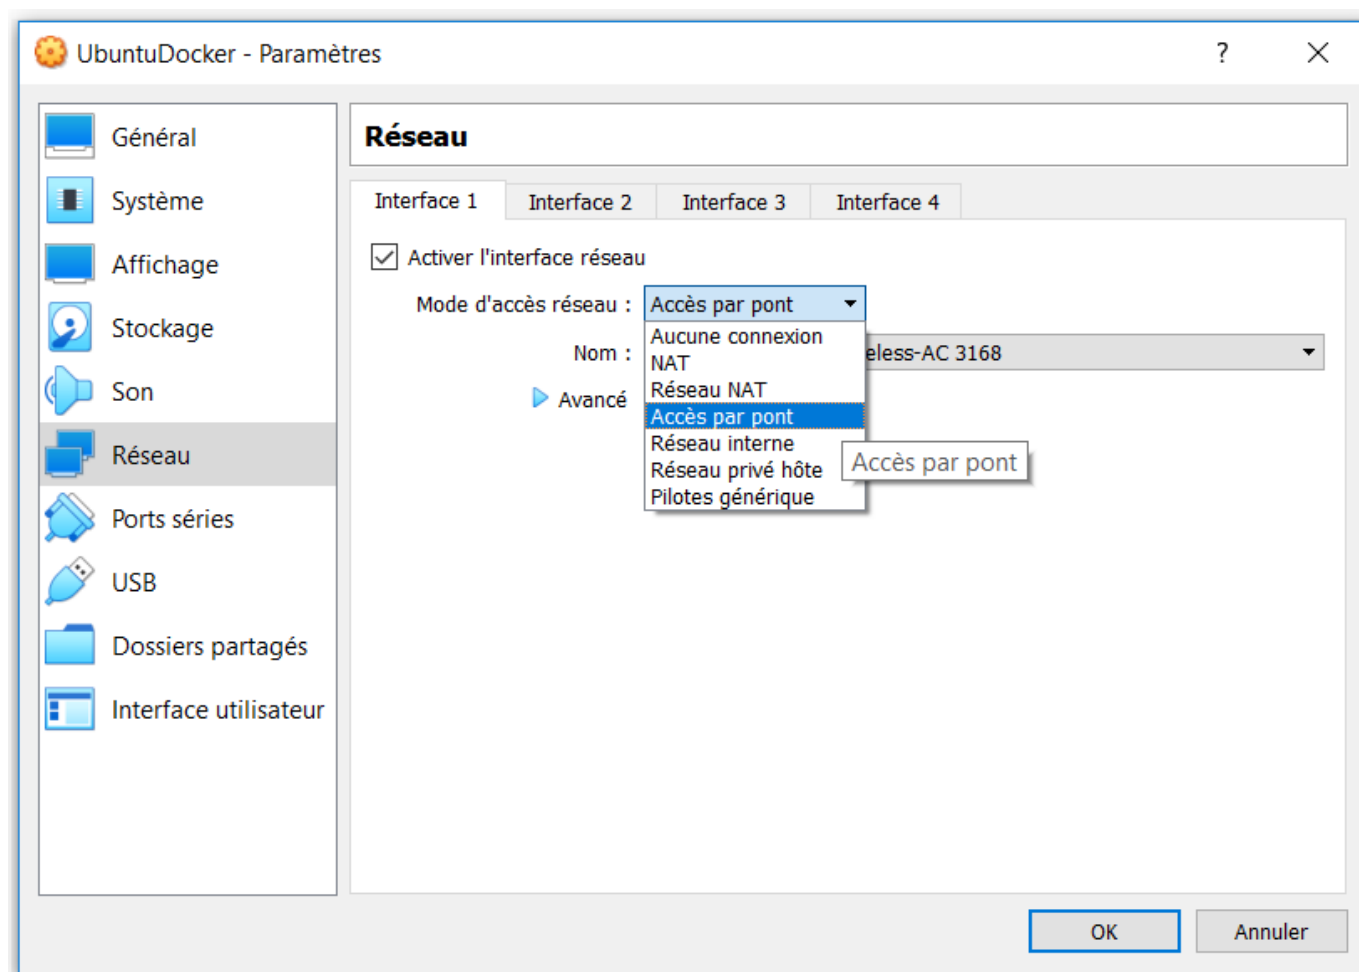 UbuntuDocker - Paramètres
?
Général
Système
Affichage
Stockage
Son
Réseau
Ports séries
USB
Dossiers partagés
Interface utilisateur
Réseau
Interface 1
Interface 2
Interface 3
Interface 4
Activer l'interface réseau
Mode d'accès réseau : Accès par pont
Aucune connexion
NAT
Réseau NAT
Accès par pont
Réseau interne
Réseau privé hôte
Pilotes générique
Accès par pont
Nom :
3168
Avancé
OK
Annuler